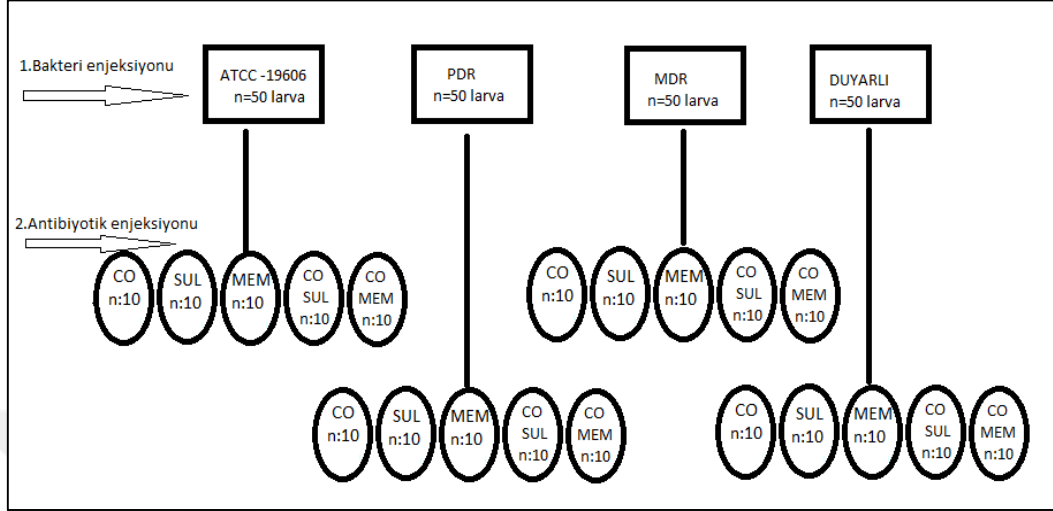 1.Bakteri enjeksiyonu
ATCC -19606
n=50 larva
PDR
n=50 larva
MDR
n=50 larva
DUYARLI
n=50 larva
2.Antibiyotik enjeksiyonu
CO
n:10
SUL
n:10
MEM
n:10
CO
SUL
n:10
CO
MEM
n:10
CO
n:10
SUL
n:10
MEM
n:10
CO
SUL
n:10
CO
MEM
n:10
CO
n:10
SUL
n:10
MEM
n:10
CO
SUL
n:10
CO
MEM
n:10
CO
n:10
SUL
n:10
MEM
n:10
CO
SUL
n:10
CO
MEM
n:10